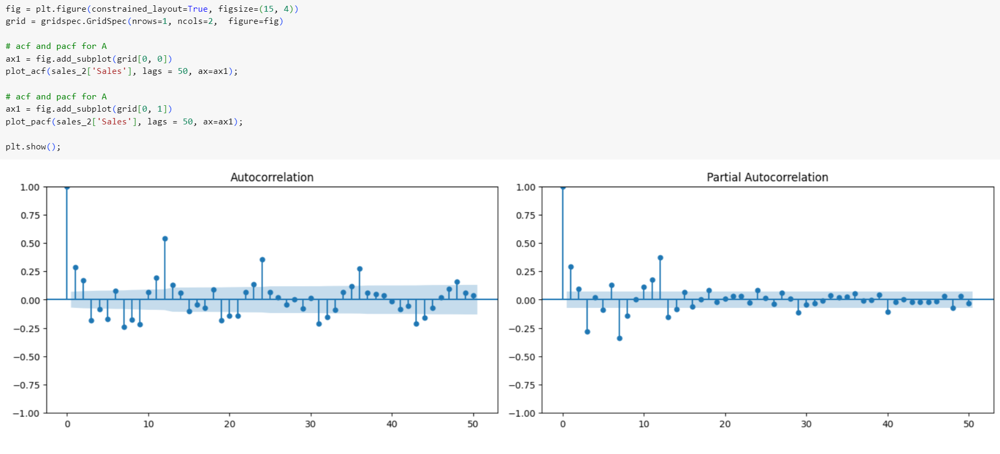 fig = plt.figure(constrained_layout=True, figsize=(15, 4))
grid = gridspec.GridSpec(nrows=1, ncols=2,  figure=fig)
# acf and pacf for A
ax1 = fig.add_subplot(grid[0, 0])
plot_acf(sales_2['Sales'], lags = 50, ax=ax1);
# acf and pacf for A
ax1 = fig.add_subplot(grid[0, 1])
plot_pacf(sales_2['Sales'], lags = 50, ax=ax1);
plt.show();
Autocorrelation
1.00
0.75
0.50
0.25
0.00
−0.25
−0.50
−0.75
−1.00
0 10 20 30 40 50
Partial Autocorrelation
1.00
0.75
0.50
0.25
0.00
−0.25
−0.50
−0.75
−1.00
0 10 20 30 40 50